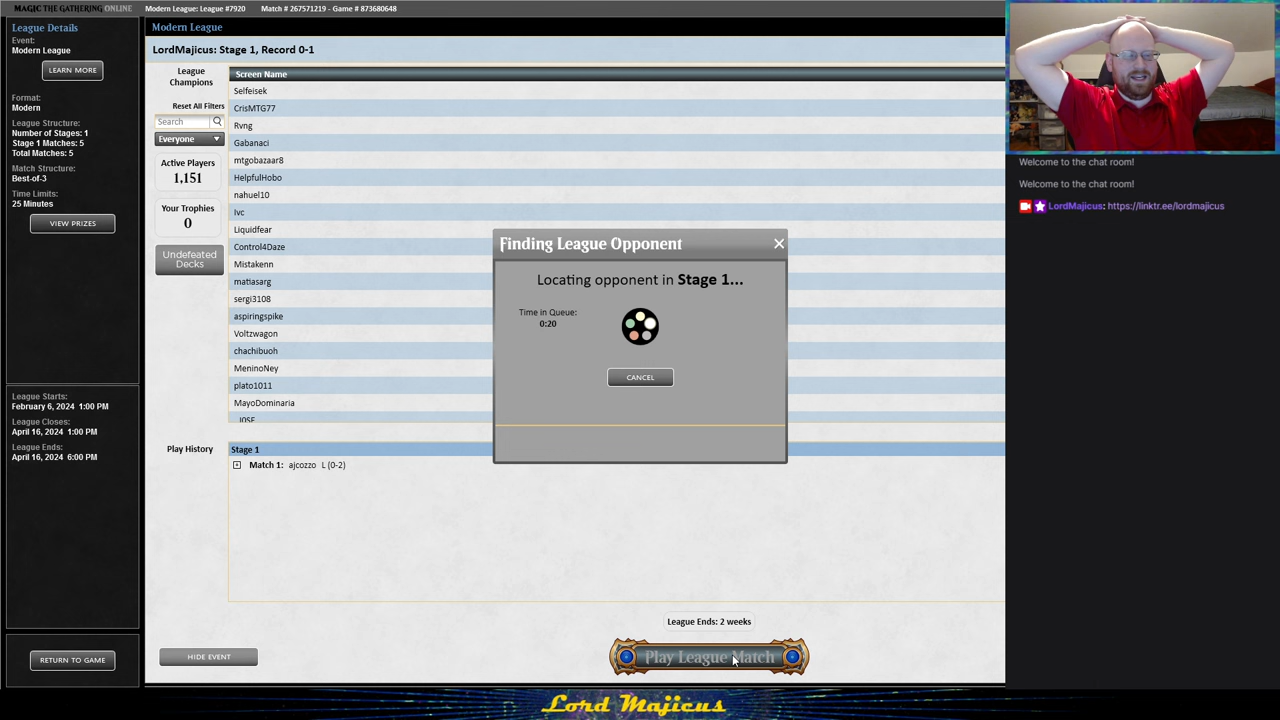 MAGIC THE GATHERING ONLINE
Modern League: League #7920
Match # 267571219 - Game # 873680648
League Details
Event:
Modern League
LEARN MORE
Format:
Modern
League Structure:
Number of Stages: 1
Stage 1 Matches: 5
Total Matches: 5
Match Structure:
Best-of-3
Time Limits:
25 Minutes
VIEW PRIZES
League Starts:
February 6, 2024 1:00 PM
League Closes:
April 16, 2024 1:00 PM
League Ends:
April 16, 2024 6:00 PM
RETURN TO GAME
Modern League
LordMajicus: Stage 1, Record 0-1
League
Champions
Reset All Filters
Search
Everyone
Active Players
1,151
Your Trophies
0
Undefeated
Decks
Screen Name
Selfeisek
CrisMTG77
Rvng
Gabanaci
mtgobazaar8
HelpfulHobo
nahuel10
Liquidfear
Control4Daze
Mistakenn
matiasarg
sergi3108
aspiringspike
Voltzwagon
chachibuoh
MeninoNey
plato1011
MayoDominaria
Finding League Opponent
Locating opponent in Stage 1...
Time in Queue:
0:20
CANCEL
Play History
Stage 1
Match 1: ajcozzo L (0-2)
League Ends: 2 weeks
HIDE EVENT
Play League Match
Welcome to the chat room!
Welcome to the chat room!
LordMajicus: https://linktr.ee/lordmajicus
Lord Majicus